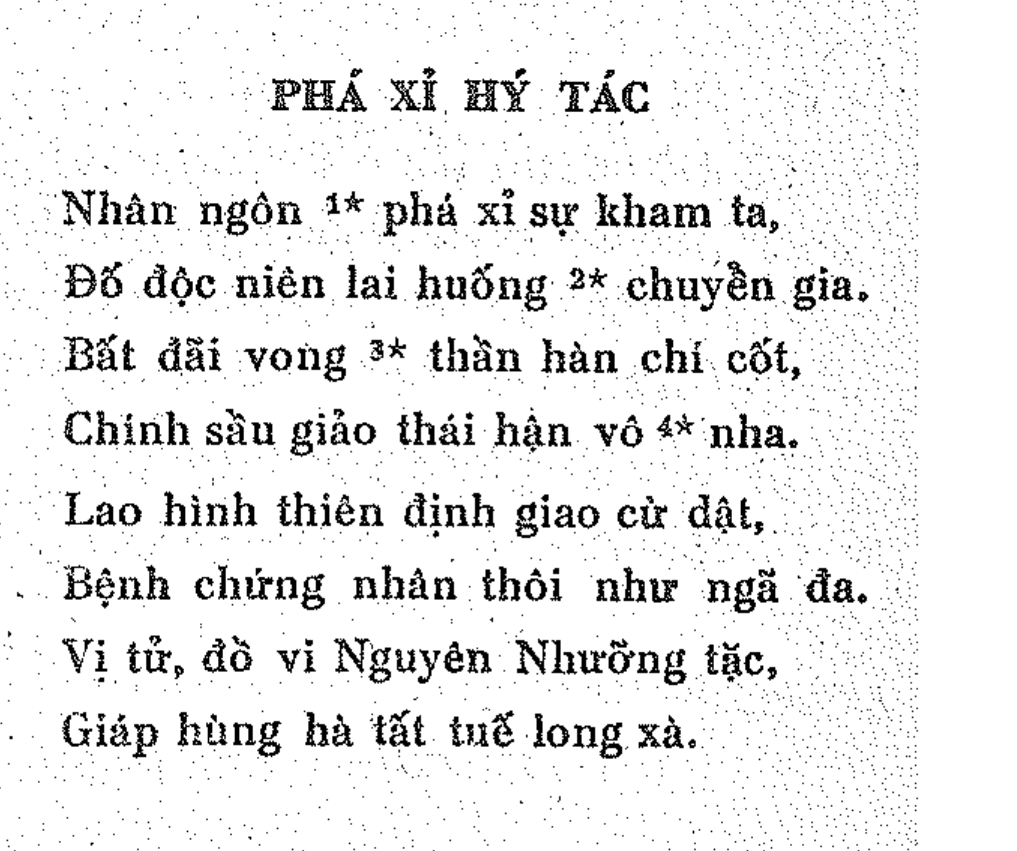 PHÁ XỈ HÝ TÁC
Nhân ngôn ¹* phá xỉ sự kham ta,
Đố độc niên lai huống ²* chuyền gia.
Bất đãi vong ³* thần hàn chí cốt,
Chính sầu giảo thái hận vô ⁴* nha.
Lao hình thiên định giao cừ dật,
Bệnh chứng nhân thôi như ngã đa.
Vị tử, đồ vi Nguyên Nhưỡng tặc,
Giáp hùng hà tất tuế long xà.